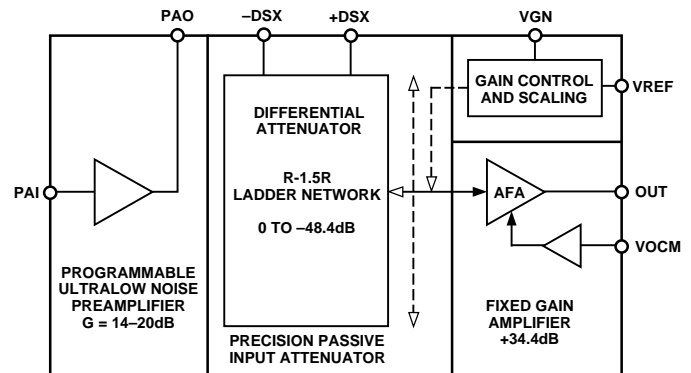 PAO
–DSX
+DSX
VGN
GAIN CONTROL
AND SCALING
VREF
DIFFERENTIAL
ATTENUATOR
R-1.5R
LADDER NETWORK
0 TO –48.4dB
PAI
AFA
OUT
VOCM
PROGRAMMABLE
ULTRALOW NOISE
PREAMPLIFIER
G = 14–20dB
PRECISION PASSIVE
INPUT ATTENUATOR
FIXED GAIN
AMPLIFIER
+34.4dB